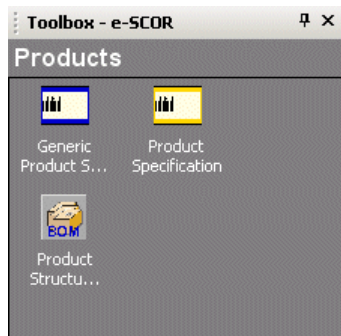 Toolbox - e-SCOR
Products
Generic
Product S...
Product
Specification
BOM
Product
Structu...